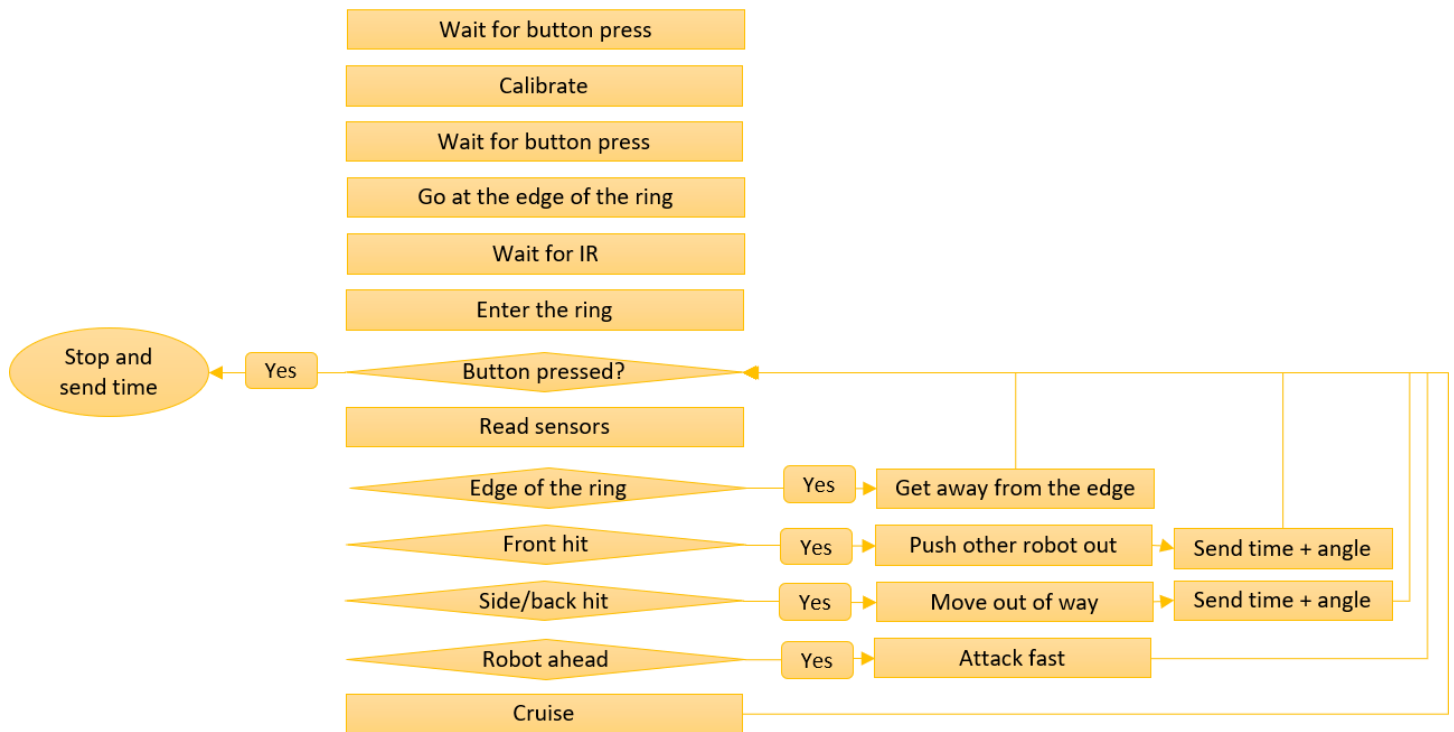 Wait for button press
Calibrate
Wait for button press
Go at the edge of the ring
Wait for IR
Enter the ring
Stop and
send time
Yes
Button pressed?
Read sensors
Edge of the ring
Yes
Get away from the edge
Front hit
Yes
Push other robot out
Send time + angle
Side/back hit
Yes
Move out of way
Send time + angle
Robot ahead
Yes
Attack fast
Cruise